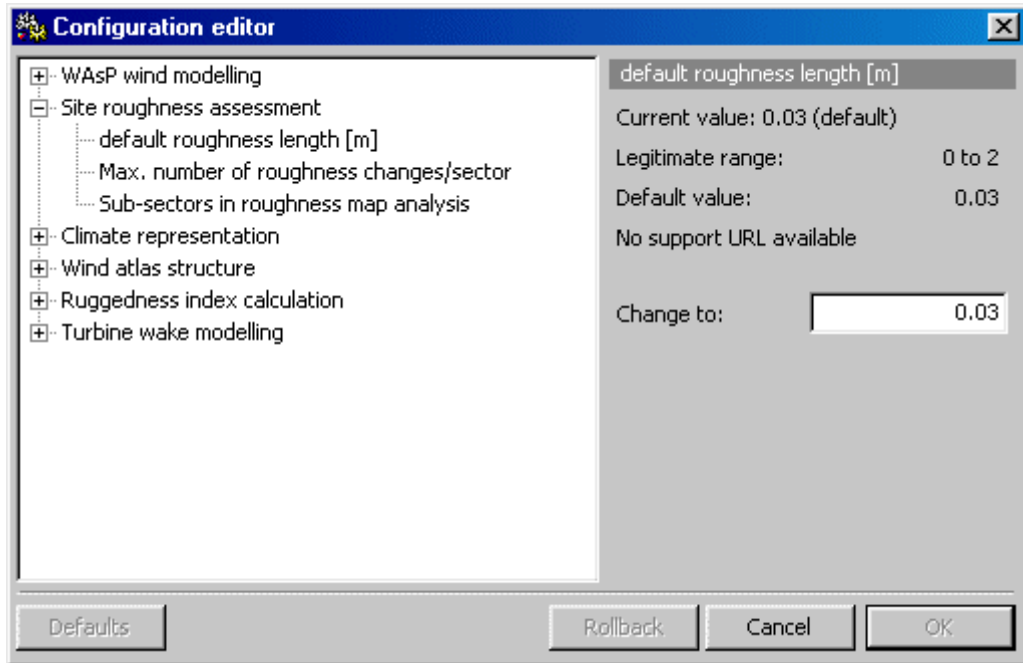 Configuration editor
WAsP wind modelling
Site roughness assessment
default roughness length [m]
Max. number of roughness changes/sector
Sub-sectors in roughness map analysis
Climate representation
Wind atlas structure
Ruggedness index calculation
Turbine wake modelling
default roughness length [m]
Current value: 0.03 (default)
Legitimate range: 0 to 2
Default value: 0.03
No support URL available
Change to: 0.03
Defaults Rollback Cancel OK